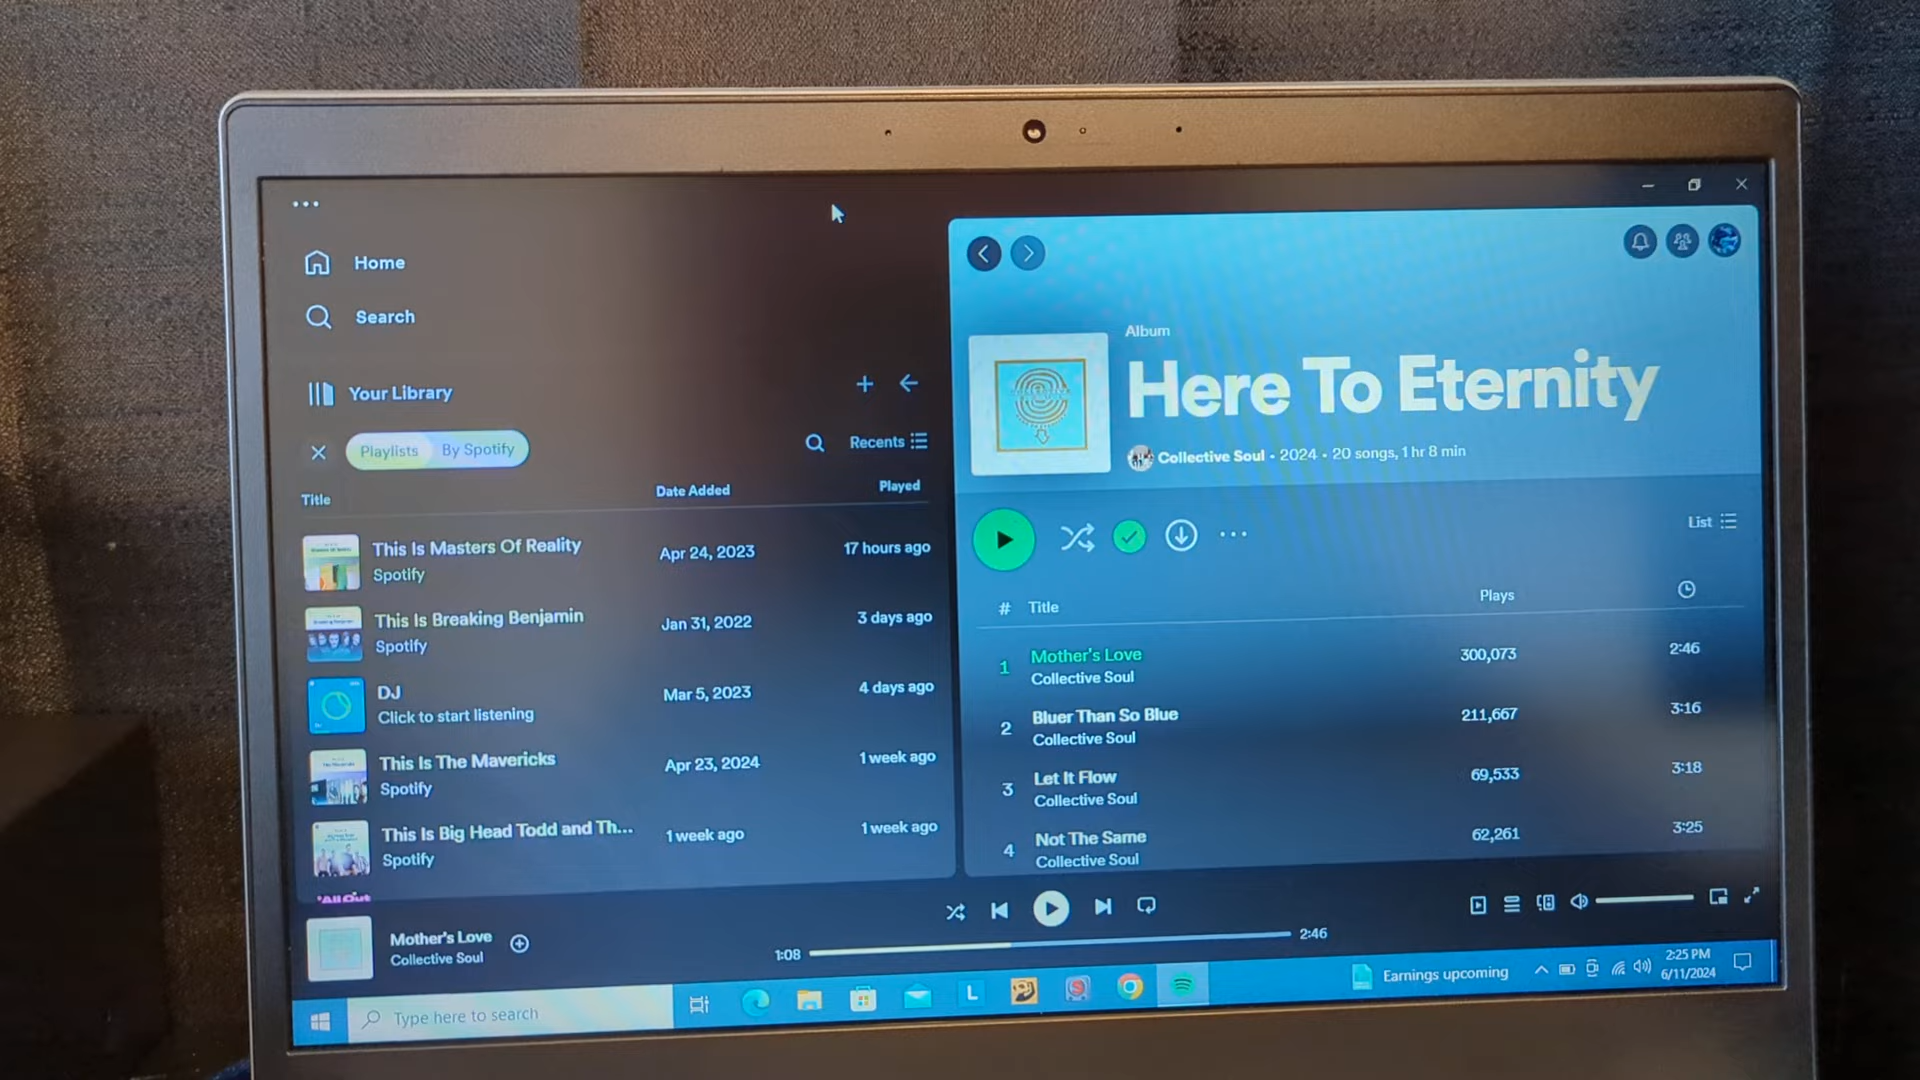 Home
Search
Your Library
Playlists By Spotify
Recents
Title Date Added Played
This Is Masters Of Reality
Spotify
Apr 24, 2023
17 hours ago
This Is Breaking Benjamin
Spotify
Jan 31, 2022
3 days ago
DJ
Click to start listening
Mar 5, 2023
4 days ago
This Is The Mavericks
Spotify
Apr 23, 2024
1 week ago
This Is Big Head Todd and Th...
Spotify
1 week ago
1 week ago
Album
Here To Eternity
Collective Soul • 2024 • 20 songs, 1 hr 8 min
List
# Title Plays
1 Mother's Love 300,073 2:46
Collective Soul
2 Bluer Than So Blue 211,667 3:16
Collective Soul
3 Let It Flow 69,533 3:18
Collective Soul
4 Not The Same 62,261 3:25
Collective Soul
Mother's Love
Collective Soul
1:08 2:46
Type here to search
L
Earnings upcoming
2:25 PM
6/11/2024